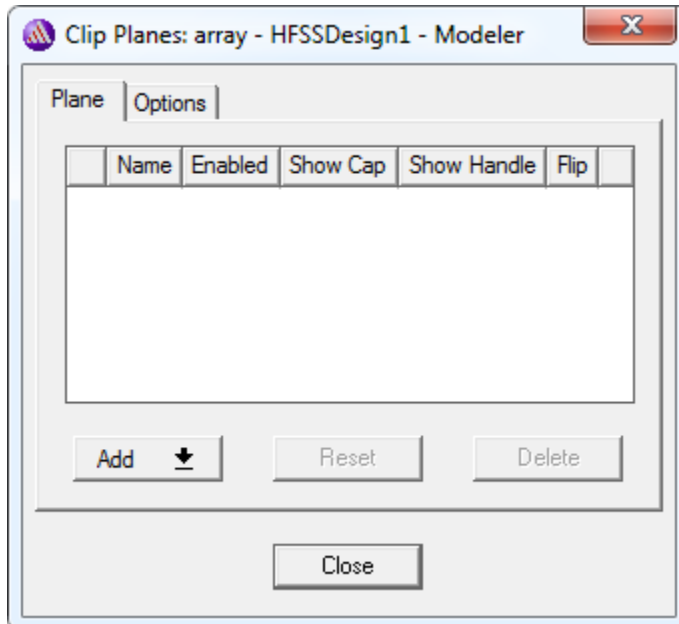 Clip Planes: array - HFSSDesign1 - Modeler
Plane Options
Name Enabled Show Cap Show Handle Flip
Add Reset Delete
Close